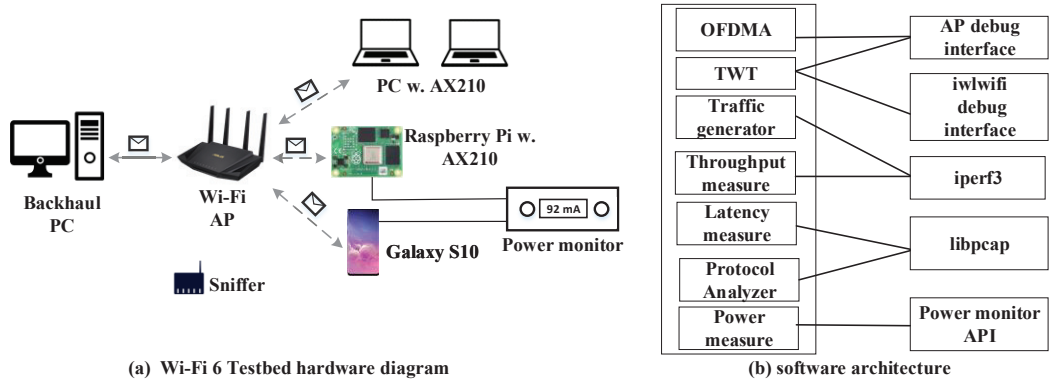 PC w. AX210
Raspberry Pi w.
AX210
Backhaul
PC
Wi-Fi
AP
92 mA
Power monitor
Galaxy S10
Sniffer
(a) Wi-Fi 6 Testbed hardware diagram
OFDMA
TWT
Traffic
generator
Throughput
measure
Latency
measure
Protocol
Analyzer
Power
measure
AP debug
interface
iwlwifi
debug
interface
iperf3
libpcap
Power monitor
API
(b) software architecture